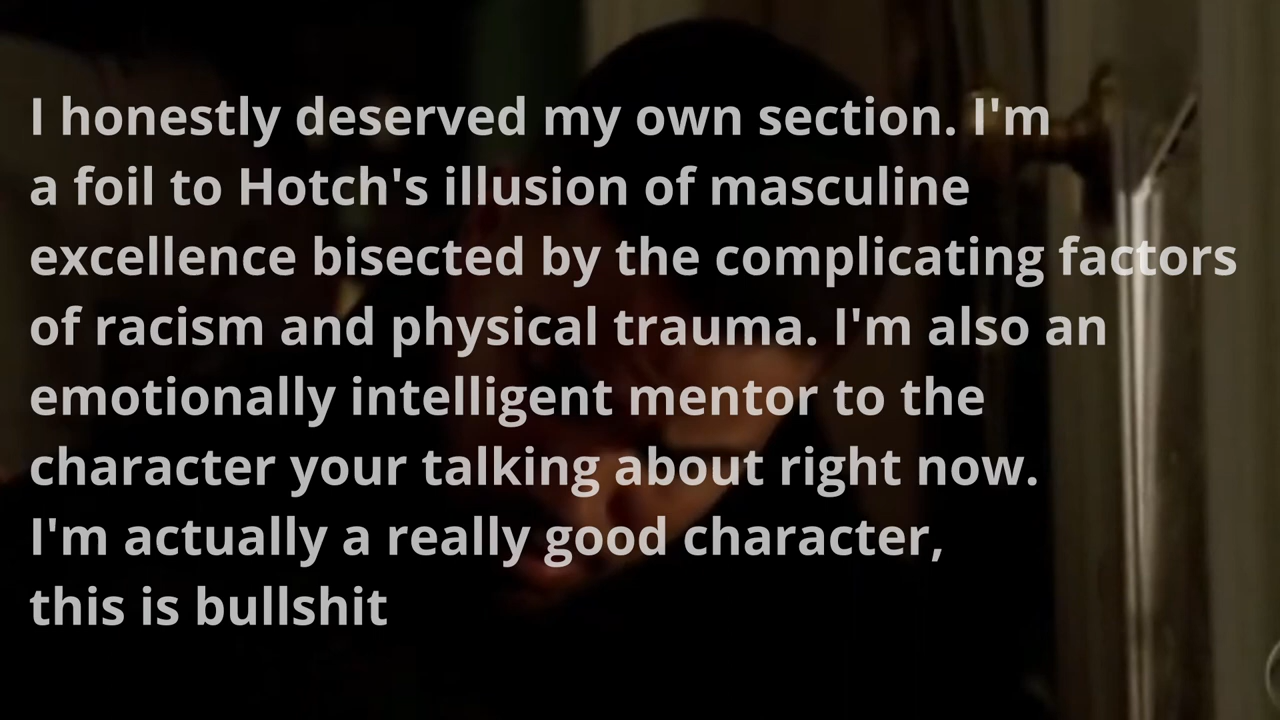 I honestly deserved my own section. I'm
a foil to Hotch's illusion of masculine
excellence bisected by the complicating factors
of racism and physical trauma. I'm also an
emotionally intelligent mentor to the
character your talking about right now.
I'm actually a really good character,
this is bullshit